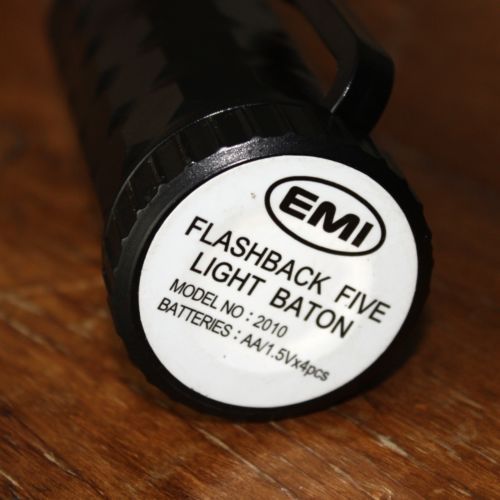 EMI
FLASHBACK FIVE
LIGHT BATON
MODEL NO : 2010
BATTERIES : AA/1.5Vx4pcs